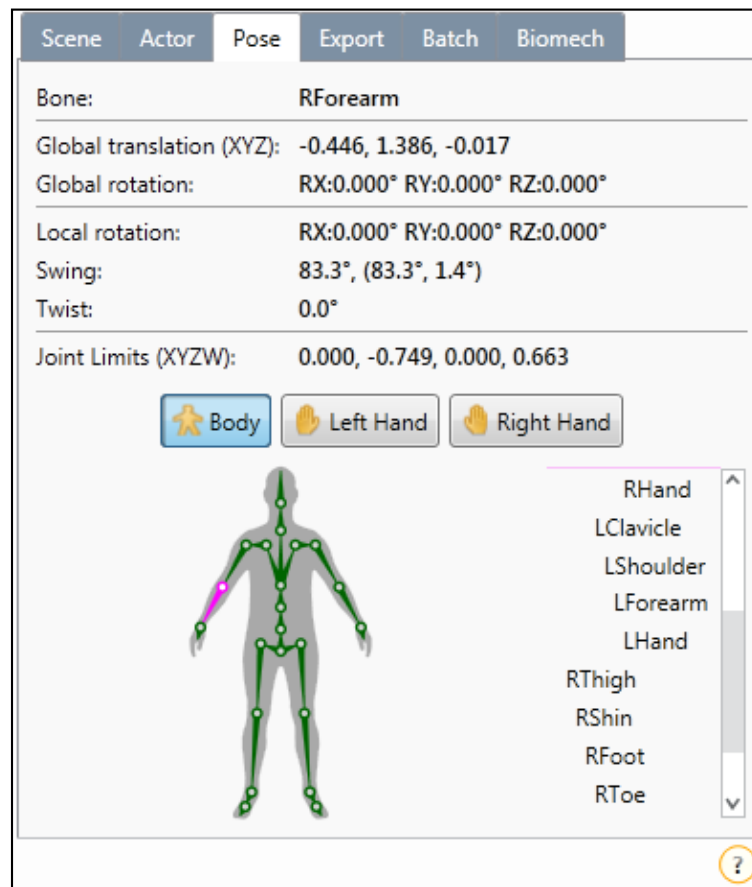 Scene Actor Pose Export Batch Biomech
Bone: RForearm
Global translation (XYZ): -0.446, 1.386, -0.017
Global rotation: RX:0.000° RY:0.000° RZ:0.000°
Local rotation: RX:0.000° RY:0.000° RZ:0.000°
Swing: 83.3°, (83.3°, 1.4°)
Twist: 0.0°
Joint Limits (XYZW): 0.000, -0.749, 0.000, 0.663
Body Left Hand Right Hand
RHand
LClavicle
LShoulder
LForearm
LHand
RThigh
RShin
RFoot
RToe
?